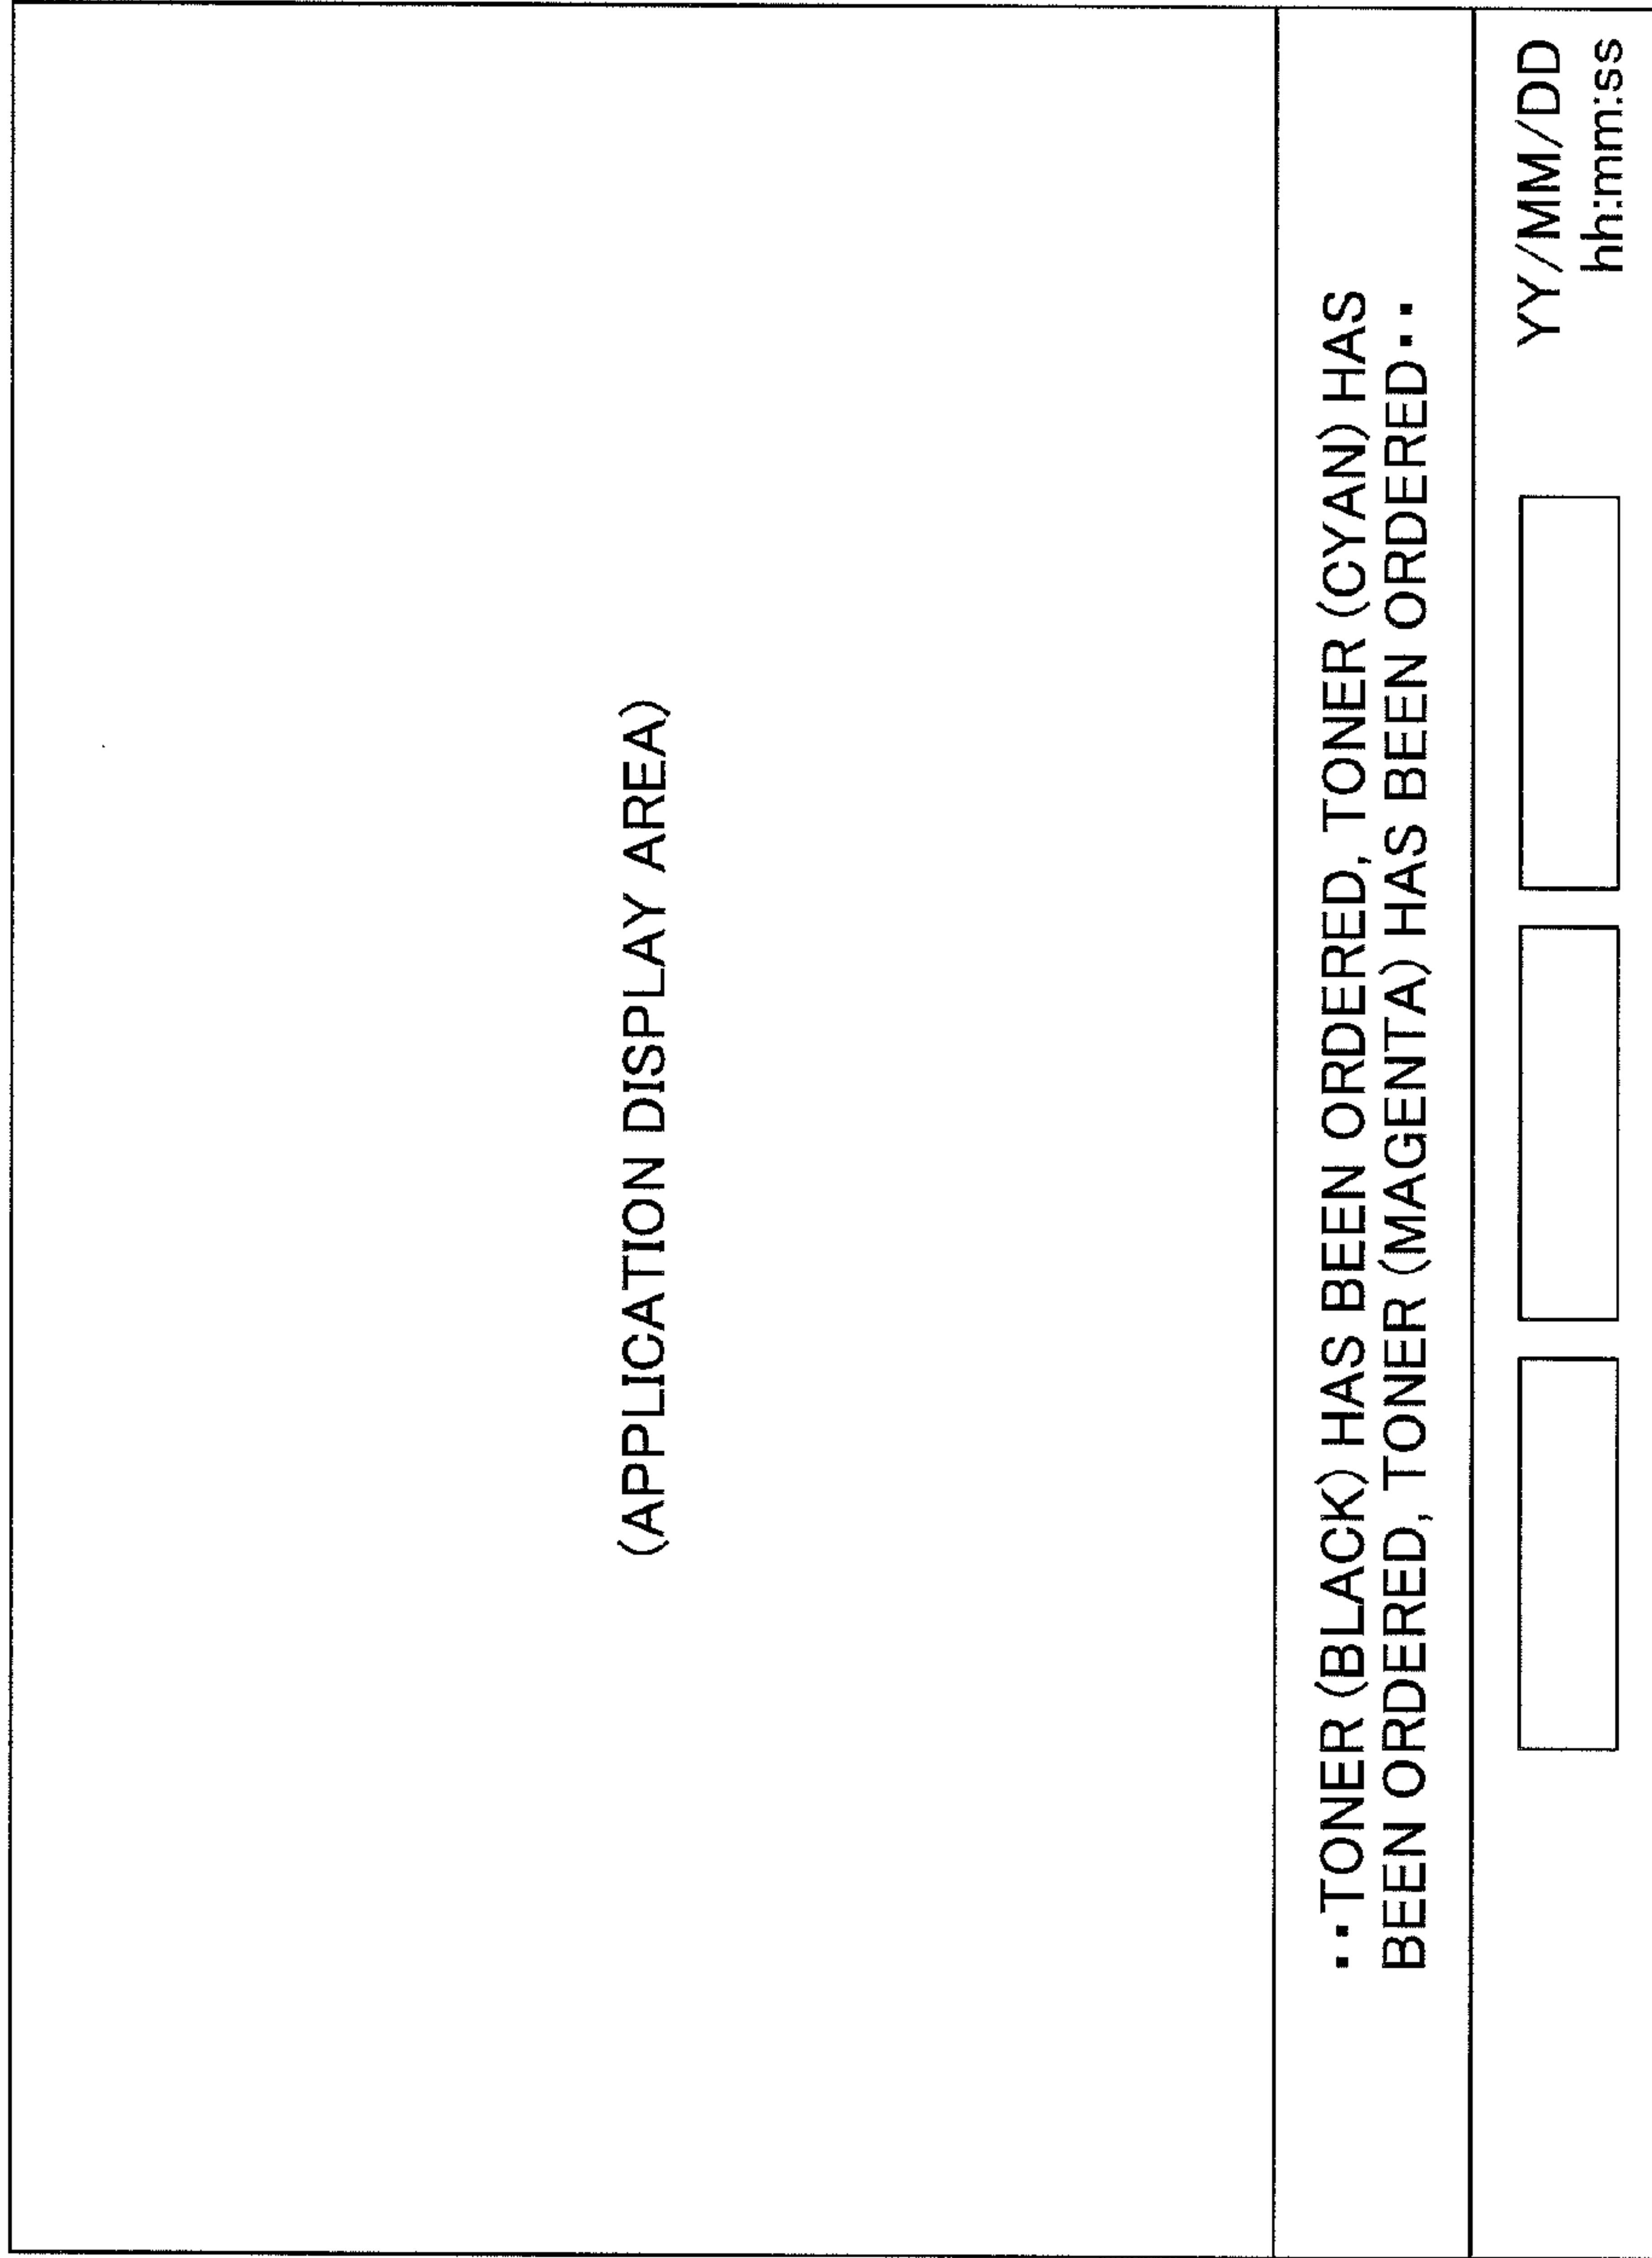 (APPLICATION DISPLAY AREA)
··TONER (BLACK) HAS BEEN ORDERED, TONER (CYAN) HAS
BEEN ORDERED, TONER (MAGENTA) HAS BEEN ORDERED··
YY/MM/DD
hh:mm:ss